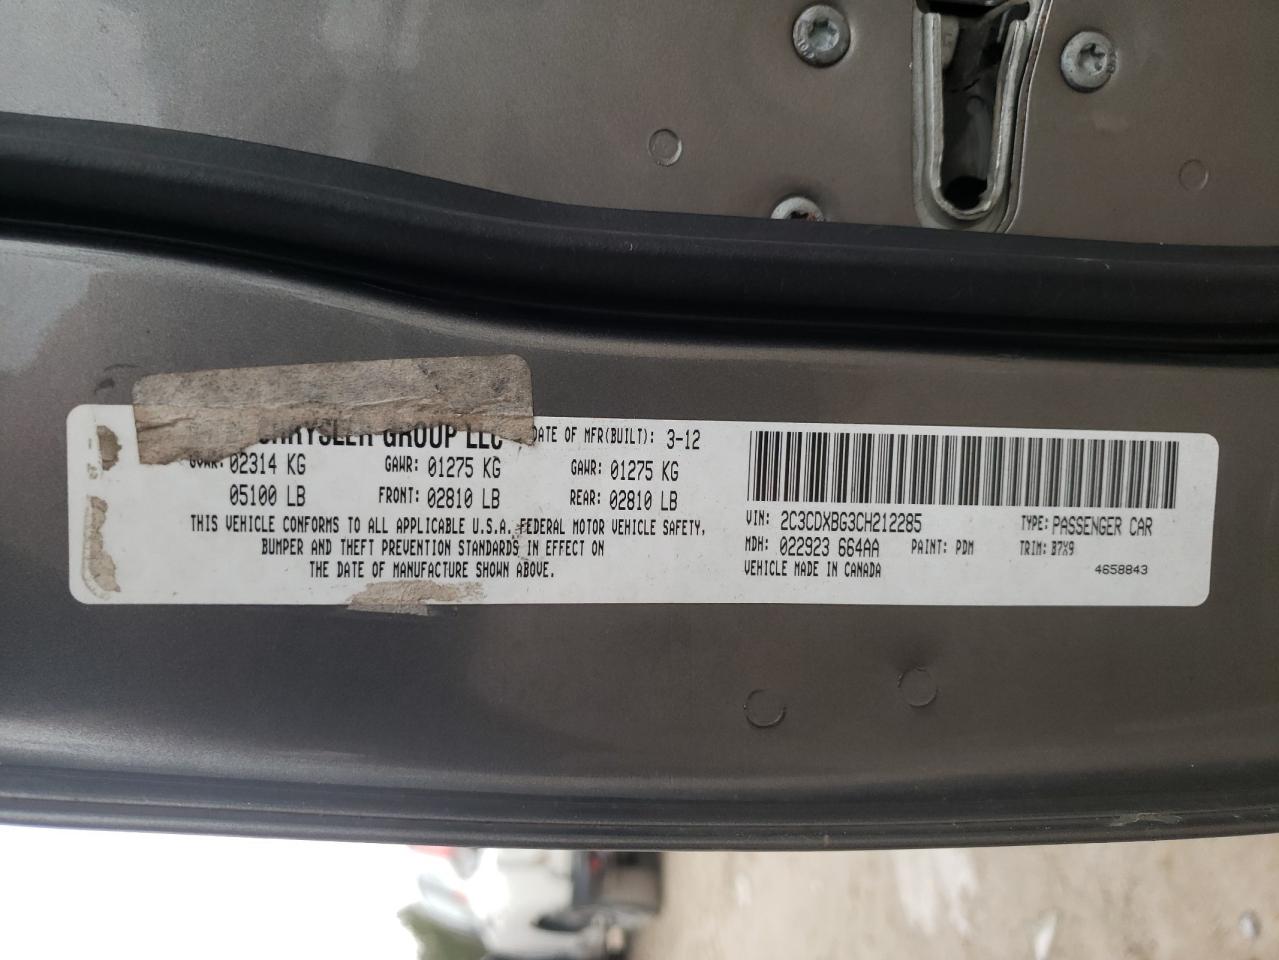 CHRYSLER GROUP LLC DATE OF MFR(BUILT): 3-12
GVWR: 02314 KG GAWR: 01275 KG GAWR: 01275 KG
05100 LB FRONT: 02810 LB REAR: 02810 LB
THIS VEHICLE CONFORMS TO ALL APPLICABLE U.S.A. FEDERAL MOTOR VEHICLE SAFETY,
BUMPER AND THEFT PREVENTION STANDARDS IN EFFECT ON
THE DATE OF MANUFACTURE SHOWN ABOVE.
VIN: 2C3CDXBG3CH212285 TYPE: PASSENGER CAR
MDH: 022923 664AA PAINT: PDM TRIM: B7X9
VEHICLE MADE IN CANADA 4658843